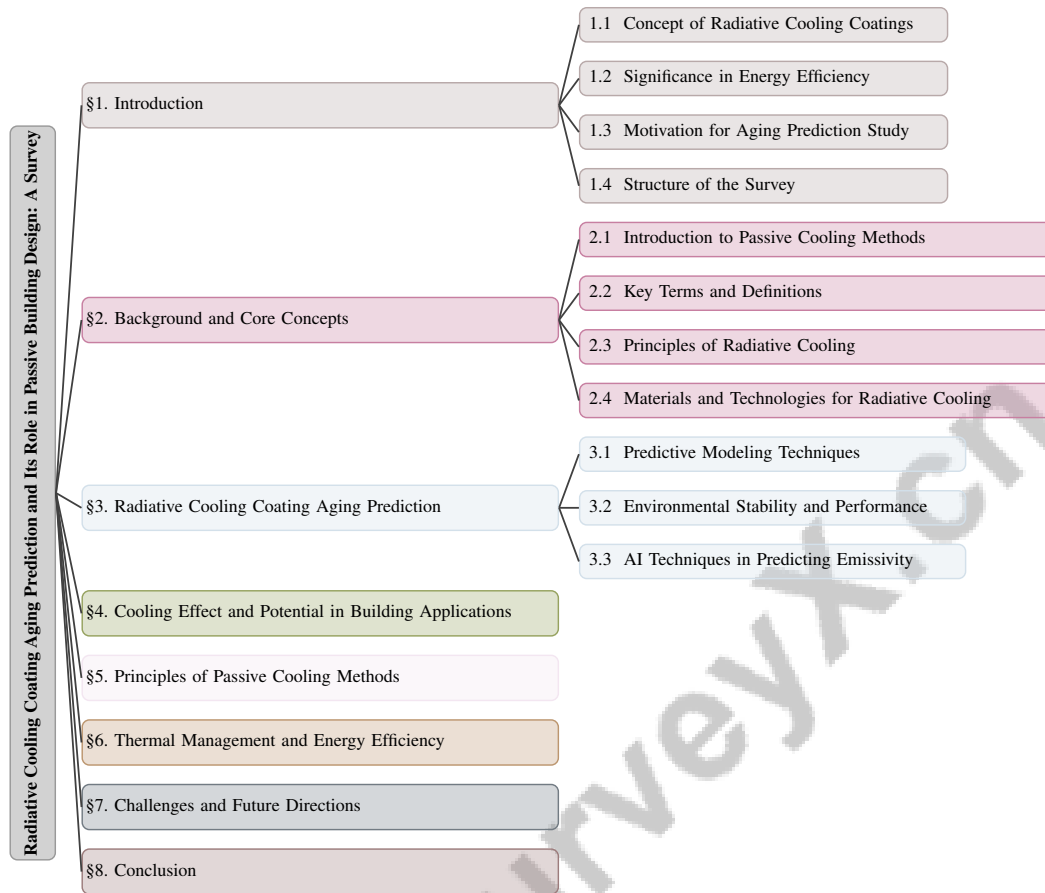 Radiative Cooling Coating Aging Prediction and Its Role in Passive Building Design: A Survey
§1. Introduction
1.1 Concept of Radiative Cooling Coatings
1.2 Significance in Energy Efficiency
1.3 Motivation for Aging Prediction Study
1.4 Structure of the Survey
§2. Background and Core Concepts
2.1 Introduction to Passive Cooling Methods
2.2 Key Terms and Definitions
2.3 Principles of Radiative Cooling
2.4 Materials and Technologies for Radiative Cooling
§3. Radiative Cooling Coating Aging Prediction
3.1 Predictive Modeling Techniques
3.2 Environmental Stability and Performance
3.3 AI Techniques in Predicting Emissivity
§4. Cooling Effect and Potential in Building Applications
§5. Principles of Passive Cooling Methods
§6. Thermal Management and Energy Efficiency
§7. Challenges and Future Directions
§8. Conclusion
urveyx.cn